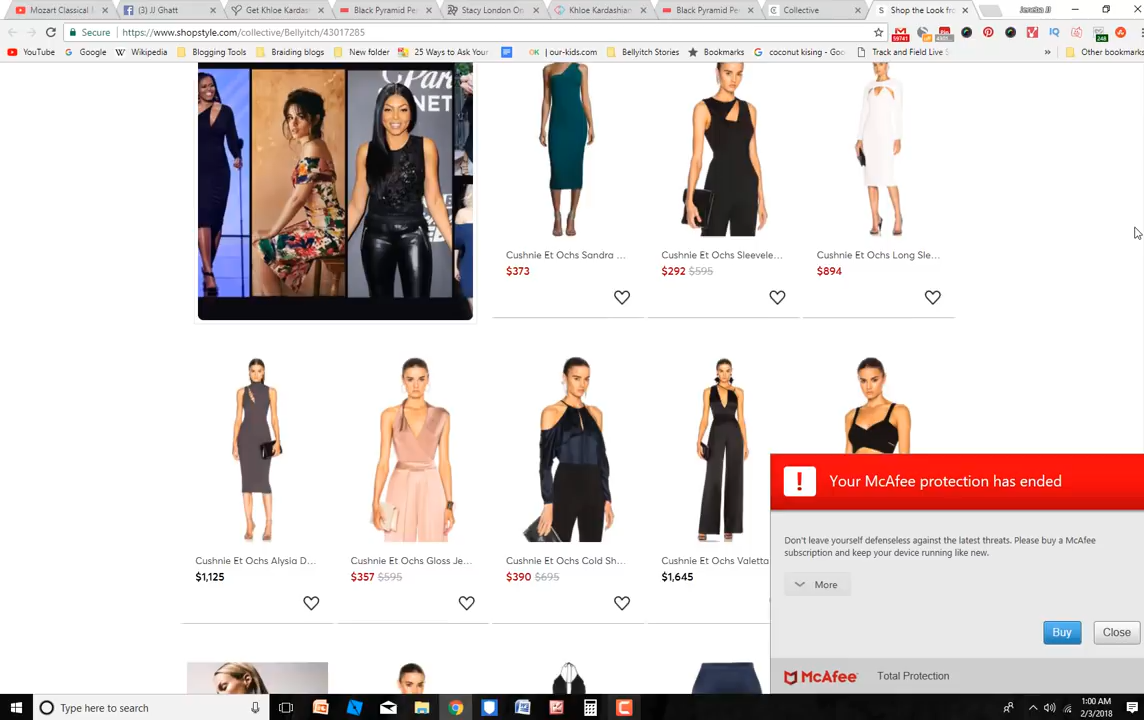 Mozart Classical
(3) JJ Ghatt
Get Khloe Kardas
Black Pyramid Pe
Stacy London On
Khloe Kardashian
Black Pyramid Pe
Collective
Shop the Look fro
Secure
https://www.shopstyle.com/collective/Bellyitch/43017285
YouTube
Google
Wikipedia
Blogging Tools
Braiding blogs
New folder
25 Ways to Ask Your
OK | our-kids.com
Bellyitch Stories
Bookmarks
coconut kising - Goo
Track and Field Live
Other bookmarks
NET
Cushnie Et Ochs Sandra ...
$373
Cushnie Et Ochs Sleevele...
$292 $595
Cushnie Et Ochs Long Sle...
$894
Cushnie Et Ochs Alysia D...
$1,125
Cushnie Et Ochs Gloss Je...
$357 $595
Cushnie Et Ochs Cold Sh...
$390 $695
Cushnie Et Ochs Valetta
$1,645
Your McAfee protection has ended
Don't leave yourself defenseless against the latest threats. Please buy a McAfee
subscription and keep your device running like new.
More
Buy
Close
McAfee
Total Protection
Type here to search
1:00 AM
2/3/2018